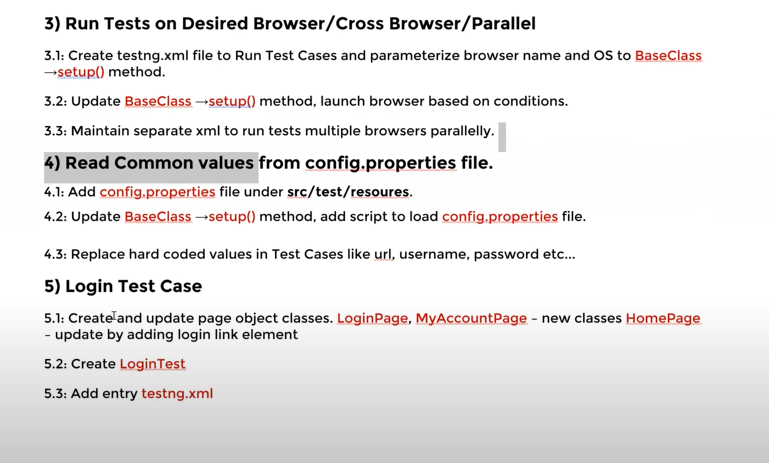 3) Run Tests on Desired Browser/Cross Browser/Parallel
3.1: Create testng.xml file to Run Test Cases and parameterize browser name and OS to BaseClass
→setup() method.
3.2: Update BaseClass →setup() method, launch browser based on conditions.
3.3: Maintain separate xml to run tests multiple browsers parallelly.
4) Read Common values from config.properties file.
4.1: Add config.properties file under src/test/resoures.
4.2: Update BaseClass →setup() method, add script to load config.properties file.
4.3: Replace hard coded values in Test Cases like url, username, password etc...
5) Login Test Case
5.1: Create and update page object classes. LoginPage, MyAccountPage – new classes HomePage
– update by adding login link element
5.2: Create LoginTest
5.3: Add entry testng.xml